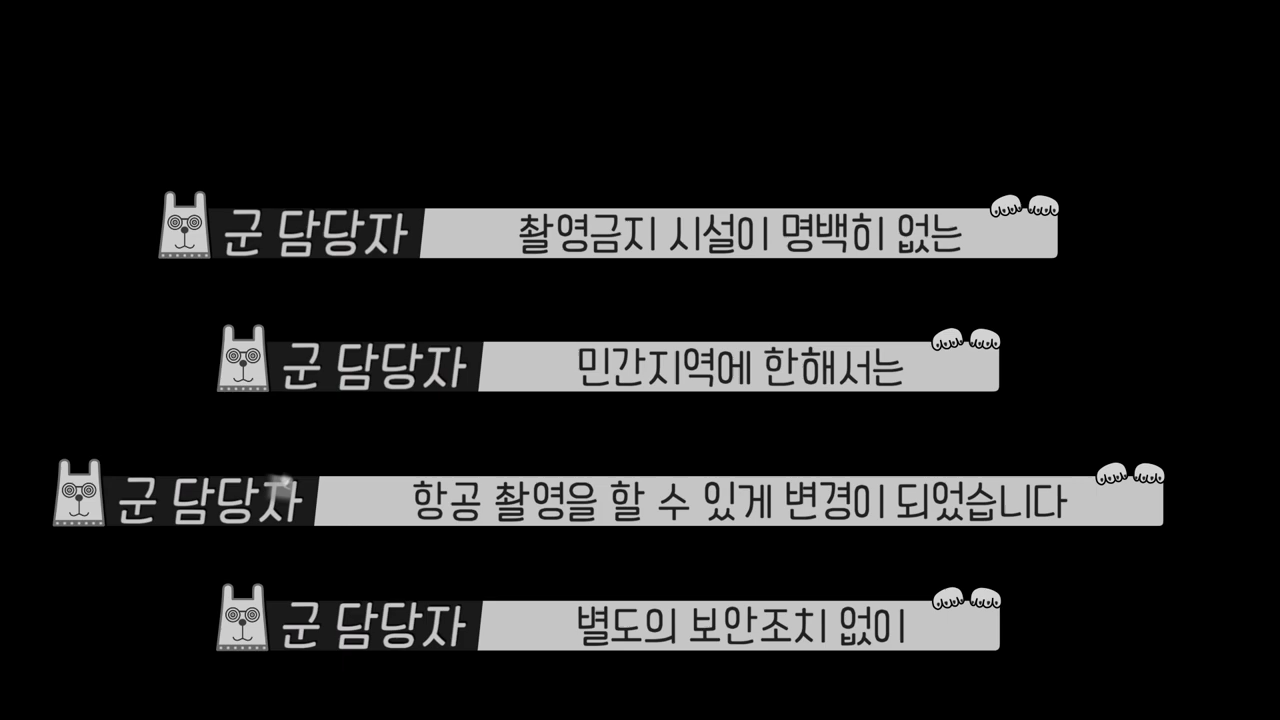 군 담당자 촬영금지 시설이 명백히 없는
군 담당자 민간지역에 한해서는
군 담당자 항공 촬영을 할 수 있게 변경이 되었습니다
군 담당자 별도의 보안조치 없이